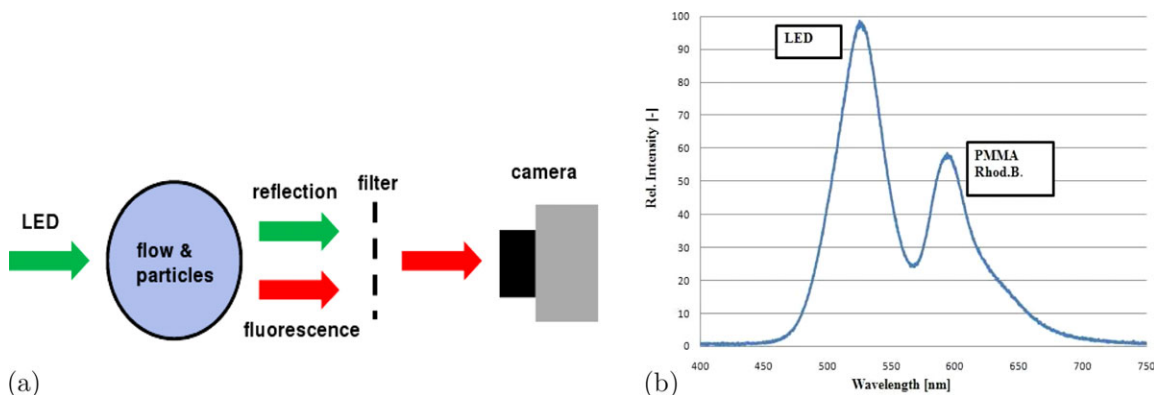 LED
flow &
particles
reflection
fluorescence
filter
camera
(a)
Rel. Intensity [-]
100
90
80
70
60
50
40
30
20
10
0
LED
PMMA
Rhod.B.
400 450 500 550 600 650 700 750
Wavelength [nm]
(b)